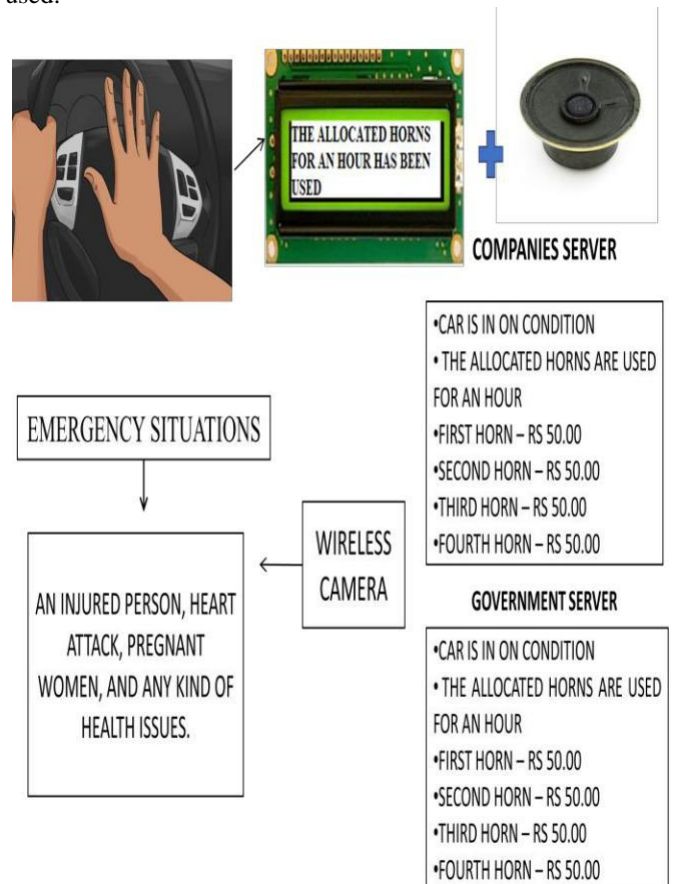 used.
THE ALLOCATED HORNS
FOR AN HOUR HAS BEEN
USED
COMPANIES SERVER
•CAR IS IN ON CONDITION
• THE ALLOCATED HORNS ARE USED
FOR AN HOUR
•FIRST HORN – RS 50.00
•SECOND HORN – RS 50.00
•THIRD HORN – RS 50.00
•FOURTH HORN – RS 50.00
EMERGENCY SITUATIONS
WIRELESS
CAMERA
AN INJURED PERSON, HEART
ATTACK, PREGNANT
WOMEN, AND ANY KIND OF
HEALTH ISSUES.
GOVERNMENT SERVER
•CAR IS IN ON CONDITION
• THE ALLOCATED HORNS ARE USED
FOR AN HOUR
•FIRST HORN – RS 50.00
•SECOND HORN – RS 50.00
•THIRD HORN – RS 50.00
•FOURTH HORN – RS 50.00